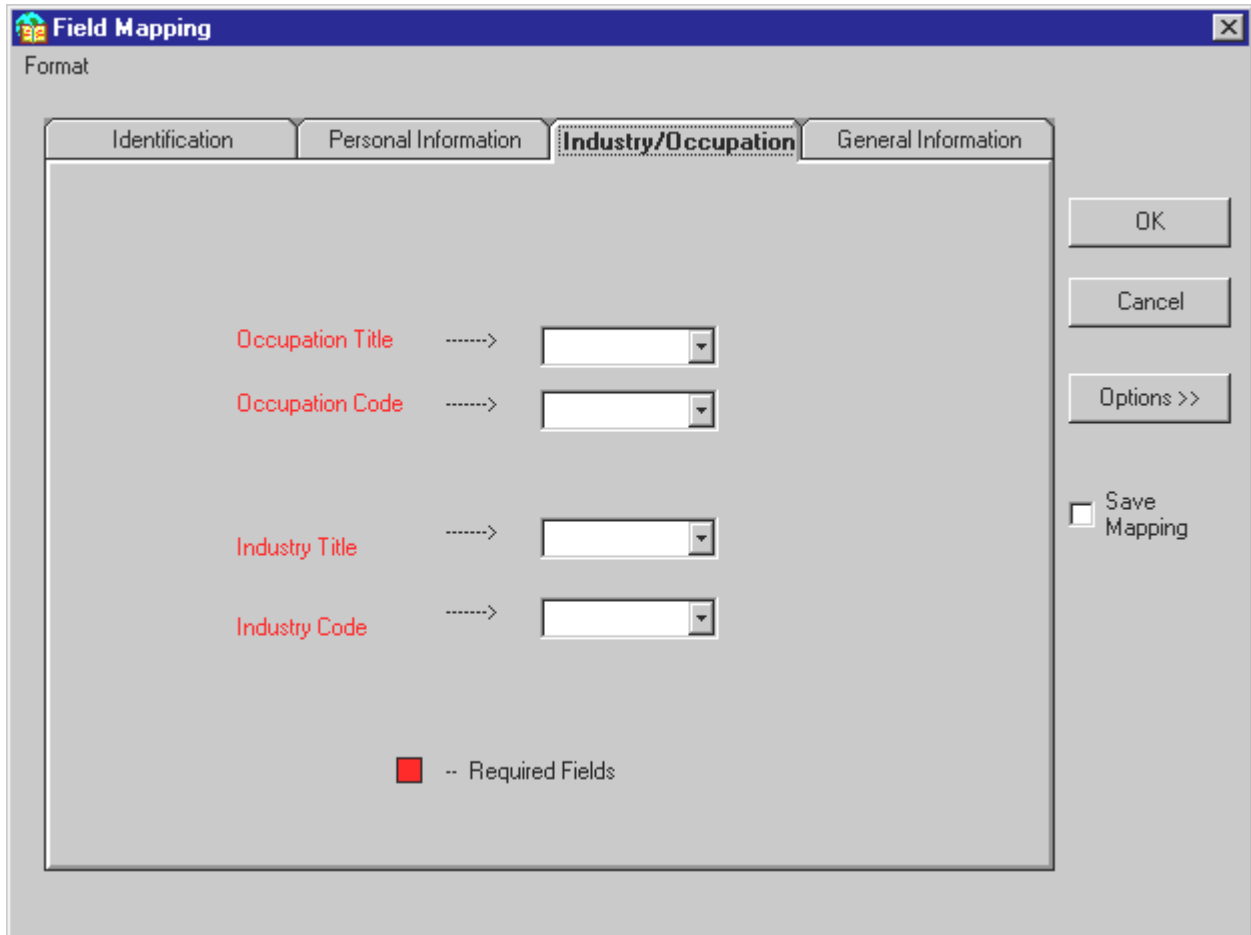 Field Mapping
Format
Identification
Personal Information
Industry/Occupation
General Information
OK
Cancel
Options >>
Save
Mapping
Occupation Title ------->
Occupation Code ------->
Industry Title ------->
Industry Code ------->
-- Required Fields